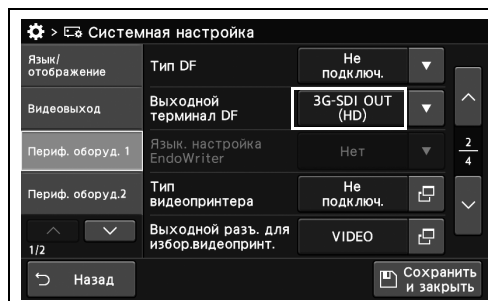 > Системная настройка
Язык/
отображение
Видеовыход
Периф. оборуд. 1
Периф. оборуд.2
1/2
Тип DF
Не
подключ.
Выходной
терминал DF
3G-SDI OUT
(HD)
Язык. настройка
EndoWriter
Нет
Тип
видеопринтера
Не
подключ.
Выходной разъ. для
избор.видеопринт.
VIDEO
2
4
Назад
Сохранить
и закрыть